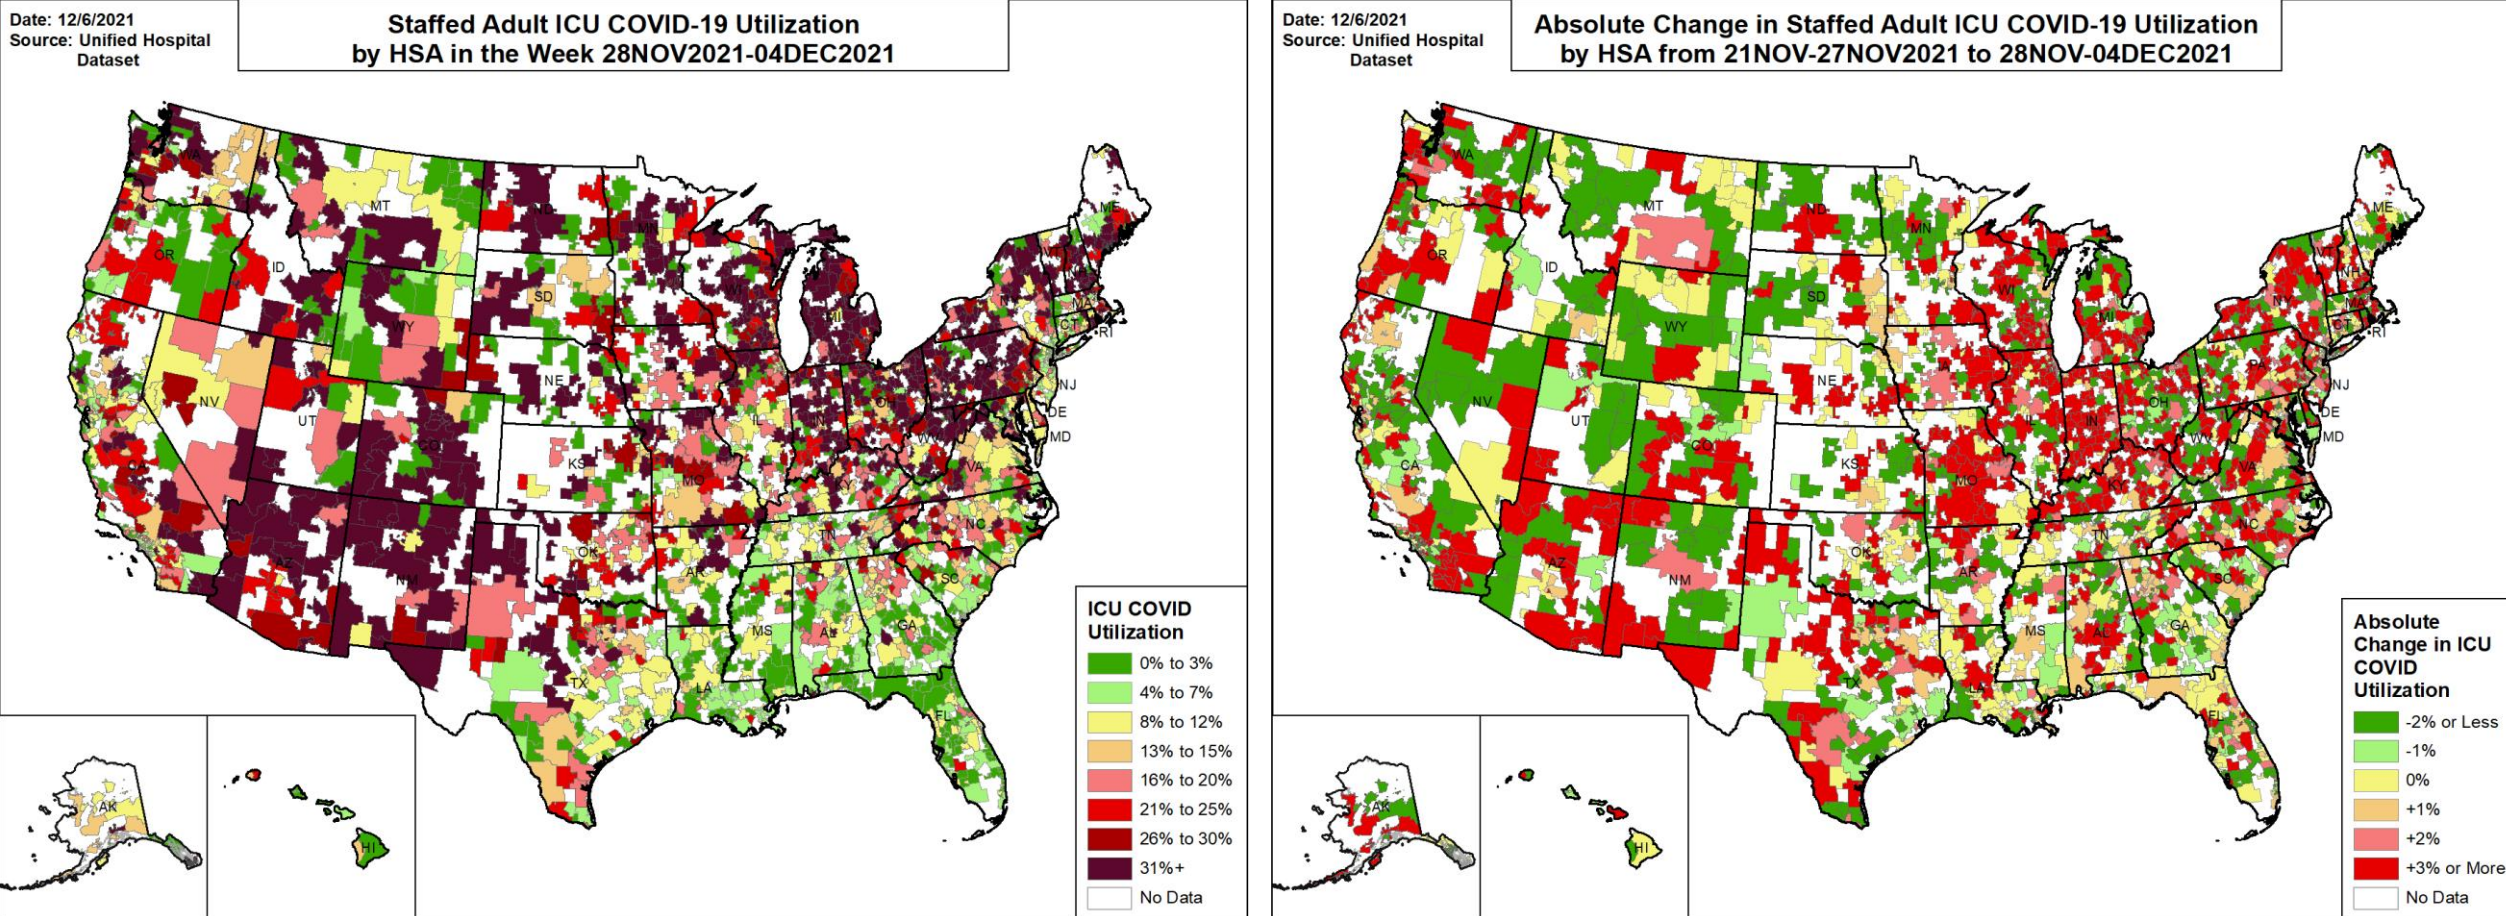 Date: 12/6/2021
Source: Unified Hospital
Dataset
Staffed Adult ICU COVID-19 Utilization
by HSA in the Week 28NOV2021-04DEC2021
WA
MT
ND
MN
ME
OR
ID
SD
WI
MI
WY
MA
CT
RI
NE
NV
UT
CO
IL
IN
OH
NJ
DE
MD
WV
VA
CA
KS
MO
KY
NC
AZ
NM
OK
AR
TN
SC
MS
AL
GA
TX
LA
FL
AK
HI
ICU COVID
Utilization
0% to 3%
4% to 7%
8% to 12%
13% to 15%
16% to 20%
21% to 25%
26% to 30%
31%+
No Data
Date: 12/6/2021
Source: Unified Hospital
Dataset
Absolute Change in Staffed Adult ICU COVID-19 Utilization
by HSA from 21NOV-27NOV2021 to 28NOV-04DEC2021
WA
MT
ND
MN
ME
OR
ID
SD
WI
MI
NY
VT
NH
MA
CT
RI
WY
NE
IA
PA
NJ
NV
UT
CO
IL
IN
OH
DE
MD
WV
VA
CA
KS
MO
KY
NC
AZ
NM
OK
AR
TN
SC
MS
AL
GA
TX
LA
FL
AK
HI
Absolute
Change in ICU
COVID
Utilization
-2% or Less
-1%
0%
+1%
+2%
+3% or More
No Data